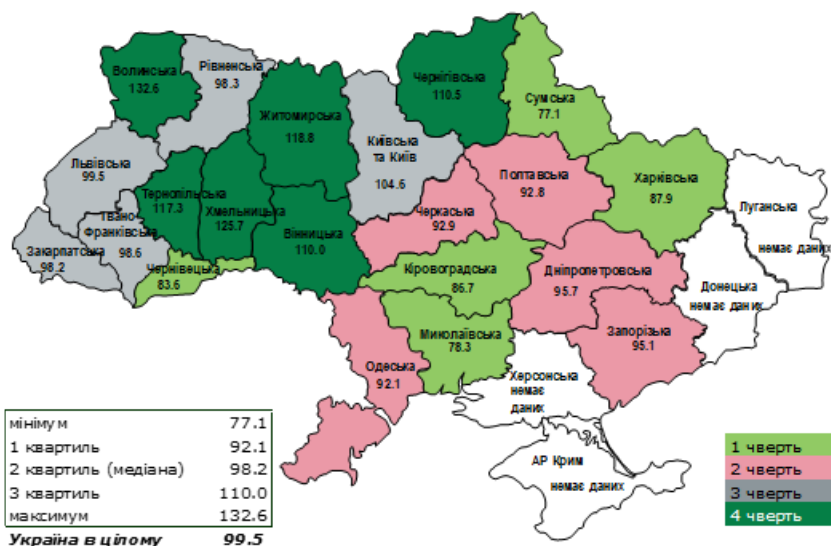 Волинська
132.6
Рівненська
98.3
Житомирська
118.8
Київська
та Київ
104.6
Чернігівська
110.5
Сумська
77.1
Львівська
99.5
Тернопільська
117.3
Хмельницька
125.7
Вінницька
110.0
Івано-
Франківська
98.6
Закарпатська
98.2
Чернівецька
83.6
Черкаська
92.9
Полтавська
92.8
Харківська
87.9
Луганська
немає даних
Кіровоградська
86.7
Дніпропетровська
95.7
Донецька
немає даних
Миколаївська
78.3
Запорізька
95.1
Одеська
92.1
Херсонська
немає
даних
АР Крим
немає даних
мінімум 77.1
1 квартиль 92.1
2 квартиль (медіана) 98.2
3 квартиль 110.0
максимум 132.6
Україна в цілому 99.5
1 чверть
2 чверть
3 чверть
4 чверть